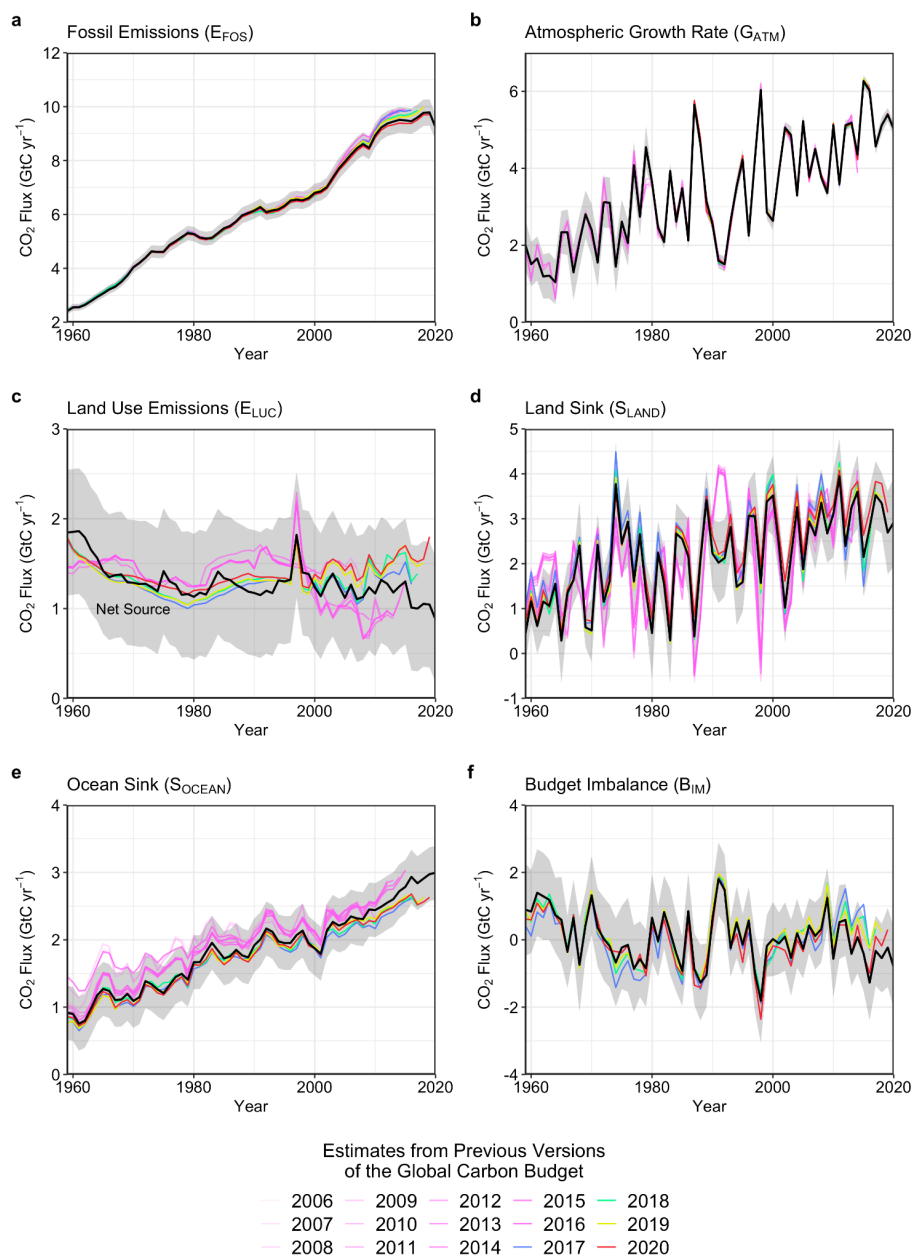 a
Fossil Emissions (E_FOS)
CO₂ Flux (GtC yr⁻¹)
12
10
8
6
4
2
1960 1980 2000 2020
Year
b
Atmospheric Growth Rate (G_ATM)
CO₂ Flux (GtC yr⁻¹)
6
4
2
0
1960 1980 2000 2020
Year
c
Land Use Emissions (E_LUC)
CO₂ Flux (GtC yr⁻¹)
3
2
1
0
Net Source
1960 1980 2000 2020
Year
d
Land Sink (S_LAND)
CO₂ Flux (GtC yr⁻¹)
5
4
3
2
1
0
-1
1960 1980 2000 2020
Year
e
Ocean Sink (S_OCEAN)
CO₂ Flux (GtC yr⁻¹)
4
3
2
1
0
1960 1980 2000 2020
Year
f
Budget Imbalance (B_IM)
CO₂ Flux (GtC yr⁻¹)
4
2
0
-2
-4
1960 1980 2000 2020
Year
Estimates from Previous Versions
of the Global Carbon Budget
2006 2009 2012 2015 2018
2007 2010 2013 2016 2019
2008 2011 2014 2017 2020